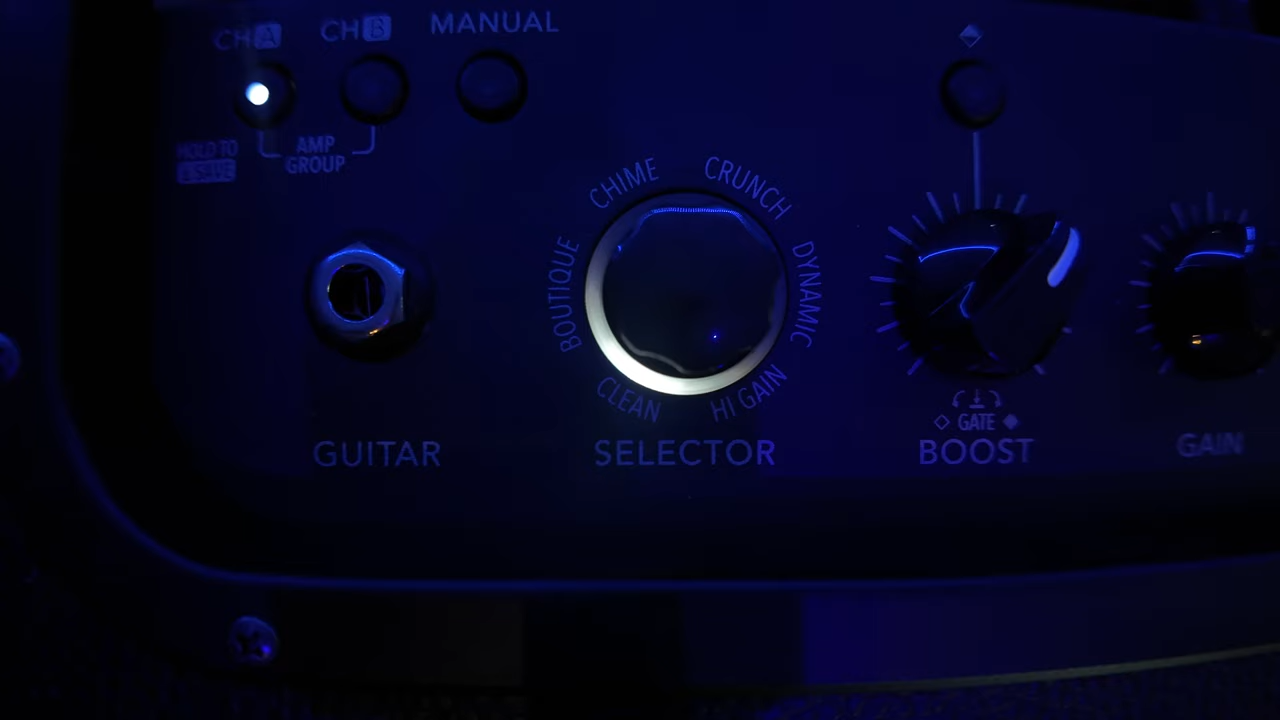 CH A
CH B
MANUAL
HOLD TO
& SAVE
AMP
GROUP
CHIME
CRUNCH
BOUTIQUE
DYNAMIC
CLEAN
HI GAIN
GATE
GUITAR
SELECTOR
BOOST
GAIN